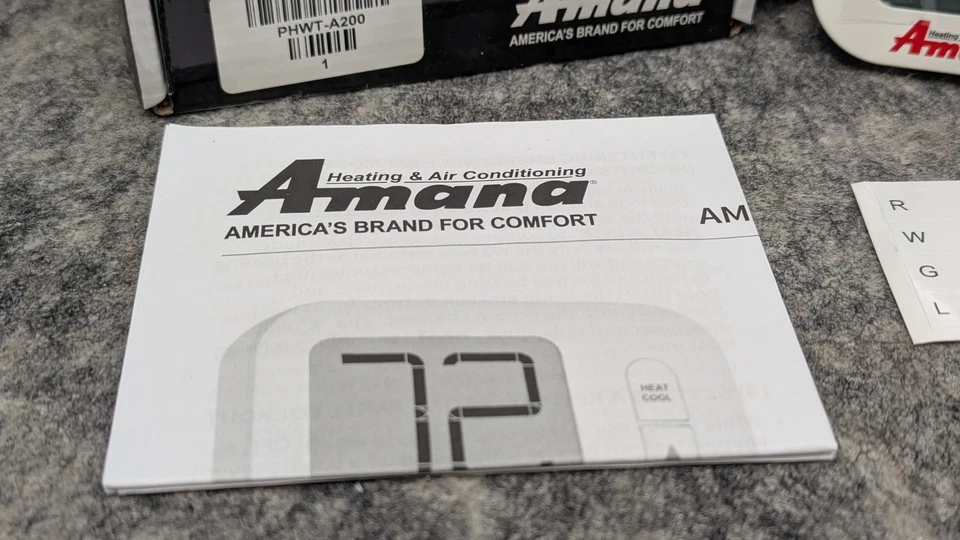 PHWT-A200
1
Amana
AMERICA'S BRAND FOR COMFORT
Heating
Am
Heating & Air Conditioning
Amana®
AMERICA'S BRAND FOR COMFORT
AM
72
HEAT
COOL
R
W
G
L